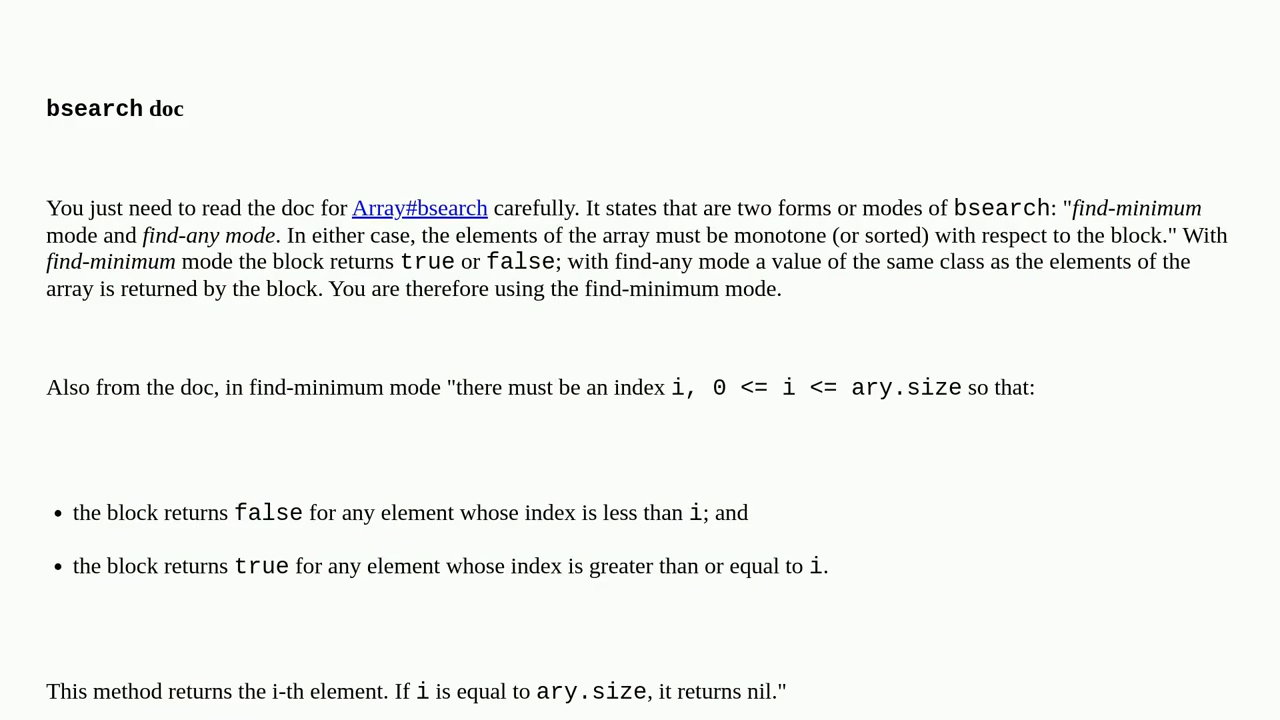 bsearch doc
You just need to read the doc for Array#bsearch carefully. It states that are two forms or modes of bsearch: "find-minimum
mode and find-any mode. In either case, the elements of the array must be monotone (or sorted) with respect to the block." With
find-minimum mode the block returns true or false; with find-any mode a value of the same class as the elements of the
array is returned by the block. You are therefore using the find-minimum mode.
Also from the doc, in find-minimum mode "there must be an index i, 0 <= i <= ary.size so that:
• the block returns false for any element whose index is less than i; and
• the block returns true for any element whose index is greater than or equal to i.
This method returns the i-th element. If i is equal to ary.size, it returns nil."